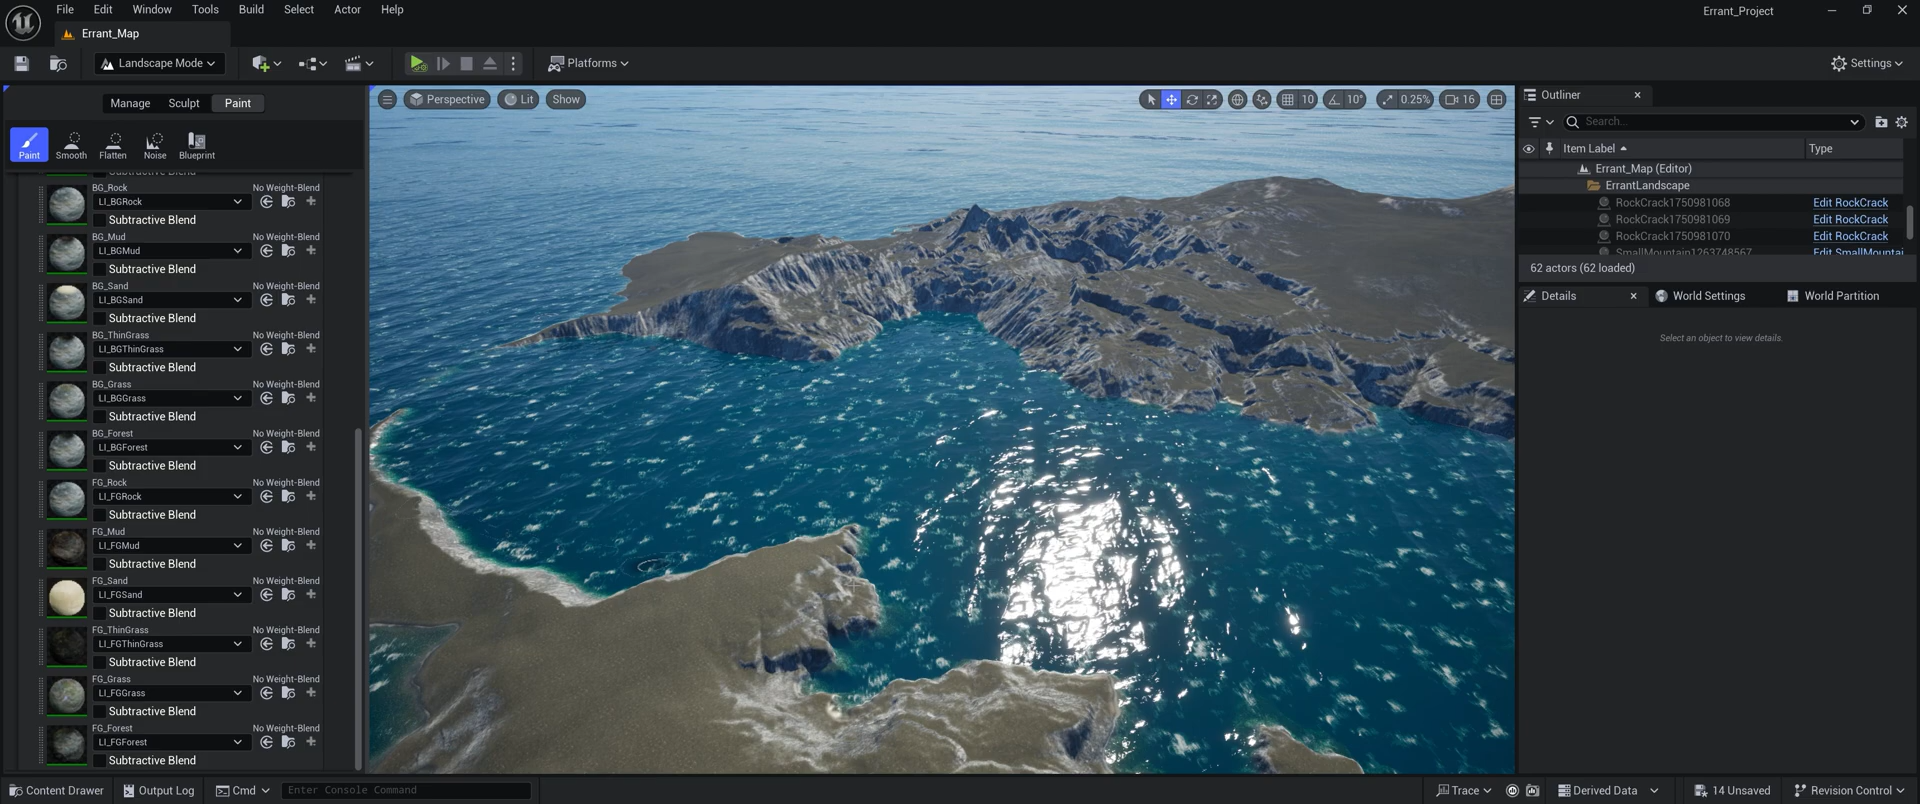 File Edit Window Tools Build Select Actor Help
Errant_Project
Errant_Map
Landscape Mode
Platforms
Settings
Manage Sculpt Paint
Paint Smooth Flatten Noise Blueprint
Subtractive Blend
BG_Rock No Weight-Blend
LI_BGRock
Subtractive Blend
BG_Mud No Weight-Blend
LI_BGMud
Subtractive Blend
BG_Sand No Weight-Blend
LI_BGSand
Subtractive Blend
BG_ThinGrass No Weight-Blend
LI_BGThinGrass
Subtractive Blend
BG_Grass No Weight-Blend
LI_BGGrass
Subtractive Blend
BG_Forest No Weight-Blend
LI_BGForest
Subtractive Blend
FG_Rock No Weight-Blend
LI_FGRock
Subtractive Blend
FG_Mud No Weight-Blend
LI_FGMud
Subtractive Blend
FG_Sand No Weight-Blend
LI_FGSand
Subtractive Blend
FG_ThinGrass No Weight-Blend
LI_FGThinGrass
Subtractive Blend
FG_Grass No Weight-Blend
LI_FGGrass
Subtractive Blend
FG_Forest No Weight-Blend
LI_FGForest
Subtractive Blend
Perspective Lit Show
10 10° 0.25% 16
Outliner
Search...
Item Label Type
Errant_Map (Editor)
ErrantLandscape
RockCrack1750981068 Edit RockCrack
RockCrack1750981069 Edit RockCrack
RockCrack1750981070 Edit RockCrack
SmallMountain1263748567 Edit SmallMountai
62 actors (62 loaded)
Details World Settings World Partition
Select an object to view details.
Content Drawer Output Log Cmd Enter Console Command
Trace Derived Data 14 Unsaved Revision Control